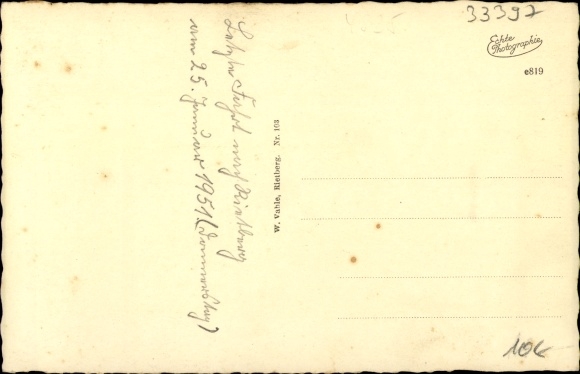 33397
Echte
Photographie
e819
Letzte Fahrt nach Rietberg
am 25. Januar 1951 (Donnerstag)
W. Vahle, Rietberg. Nr. 103
10€